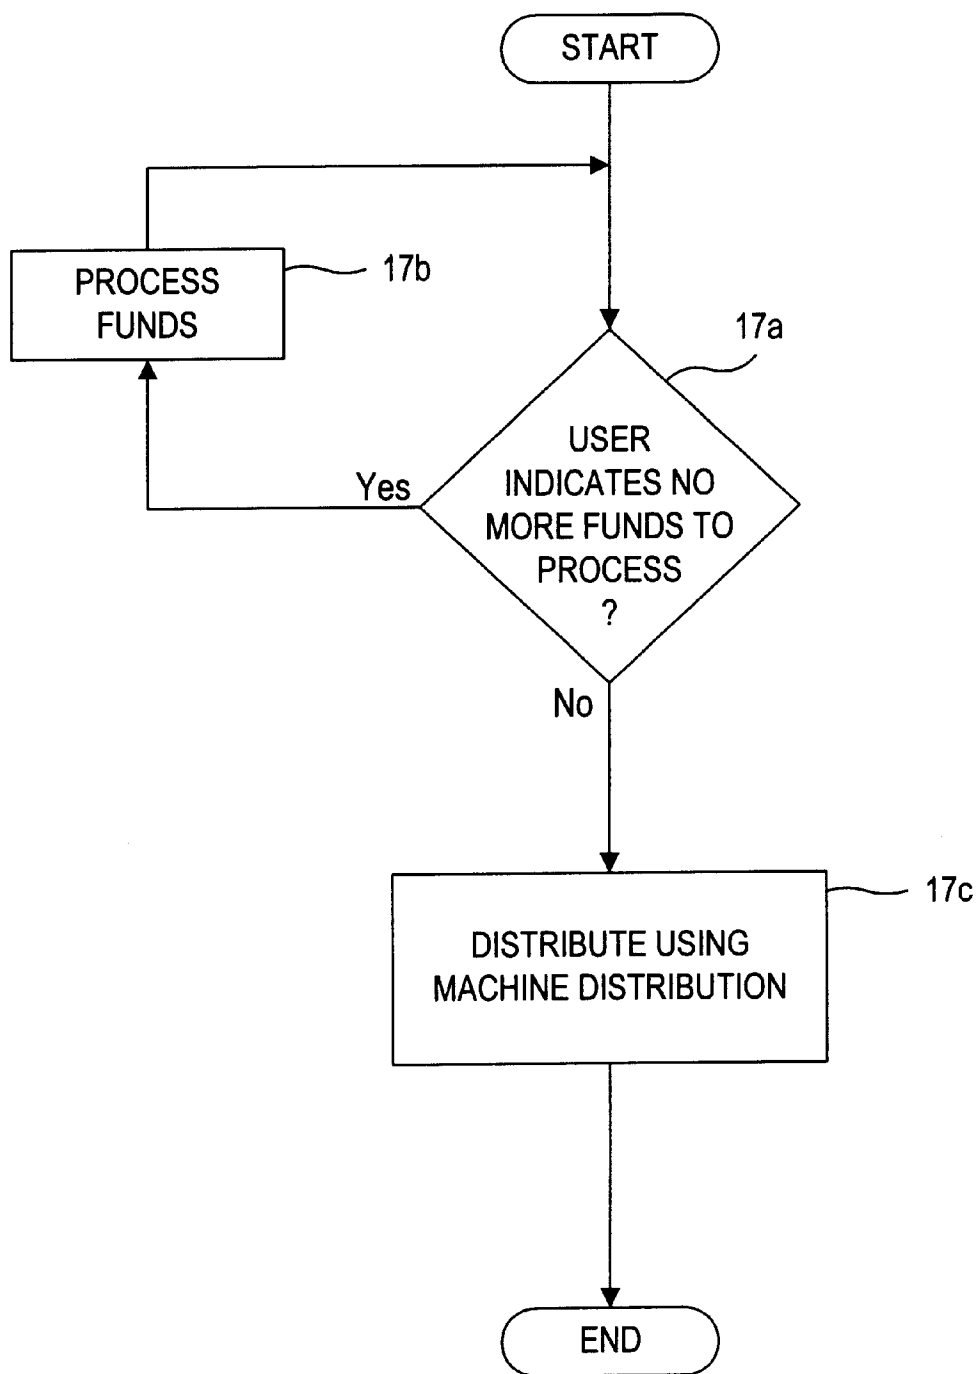 START
PROCESS
FUNDS
17b
17a
USER
INDICATES NO
MORE FUNDS TO
PROCESS
?
Yes
No
17c
DISTRIBUTE USING
MACHINE DISTRIBUTION
END